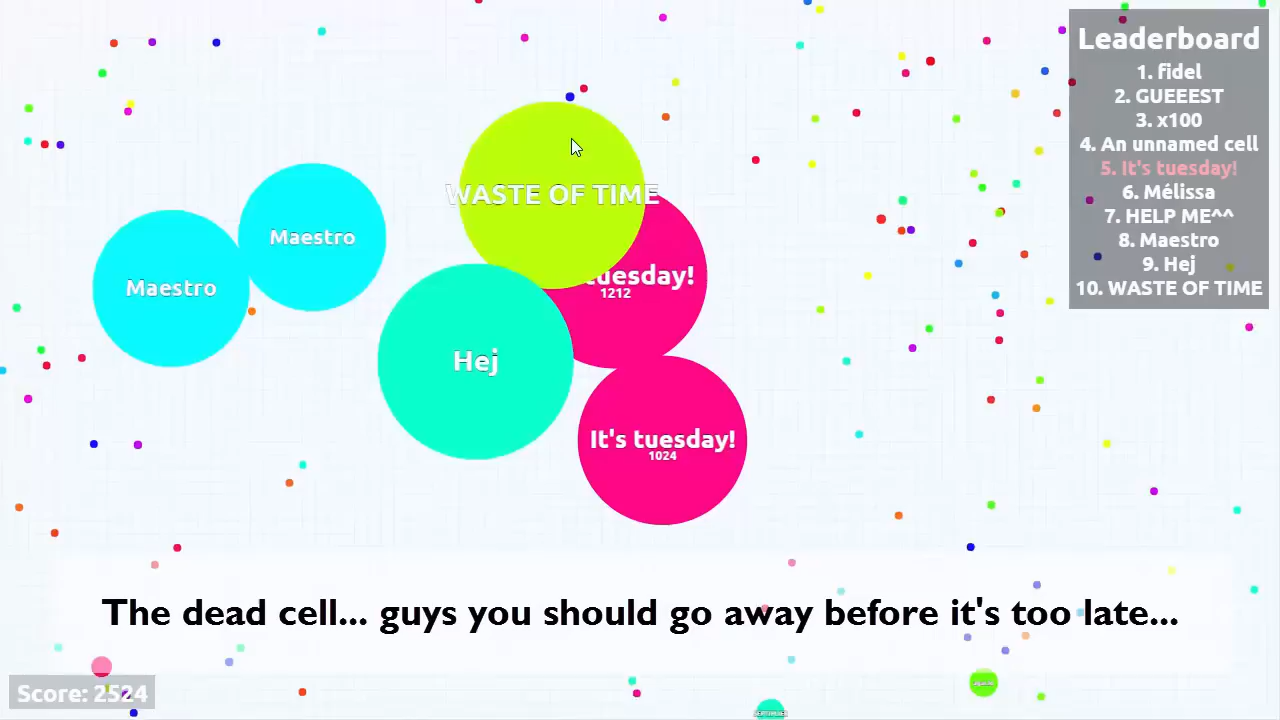 Leaderboard
1. fidel
2. GUEEEST
3. x100
4. An unnamed cell
5. It's tuesday!
6. Mélissa
7. HELP ME^^
8. Maestro
9. Hej
10. WASTE OF TIME
WASTE OF TIME
Maestro
Maestro
tuesday!
1212
Hej
It's tuesday!
1024
The dead cell... guys you should go away before it's too late...
Score: 2524